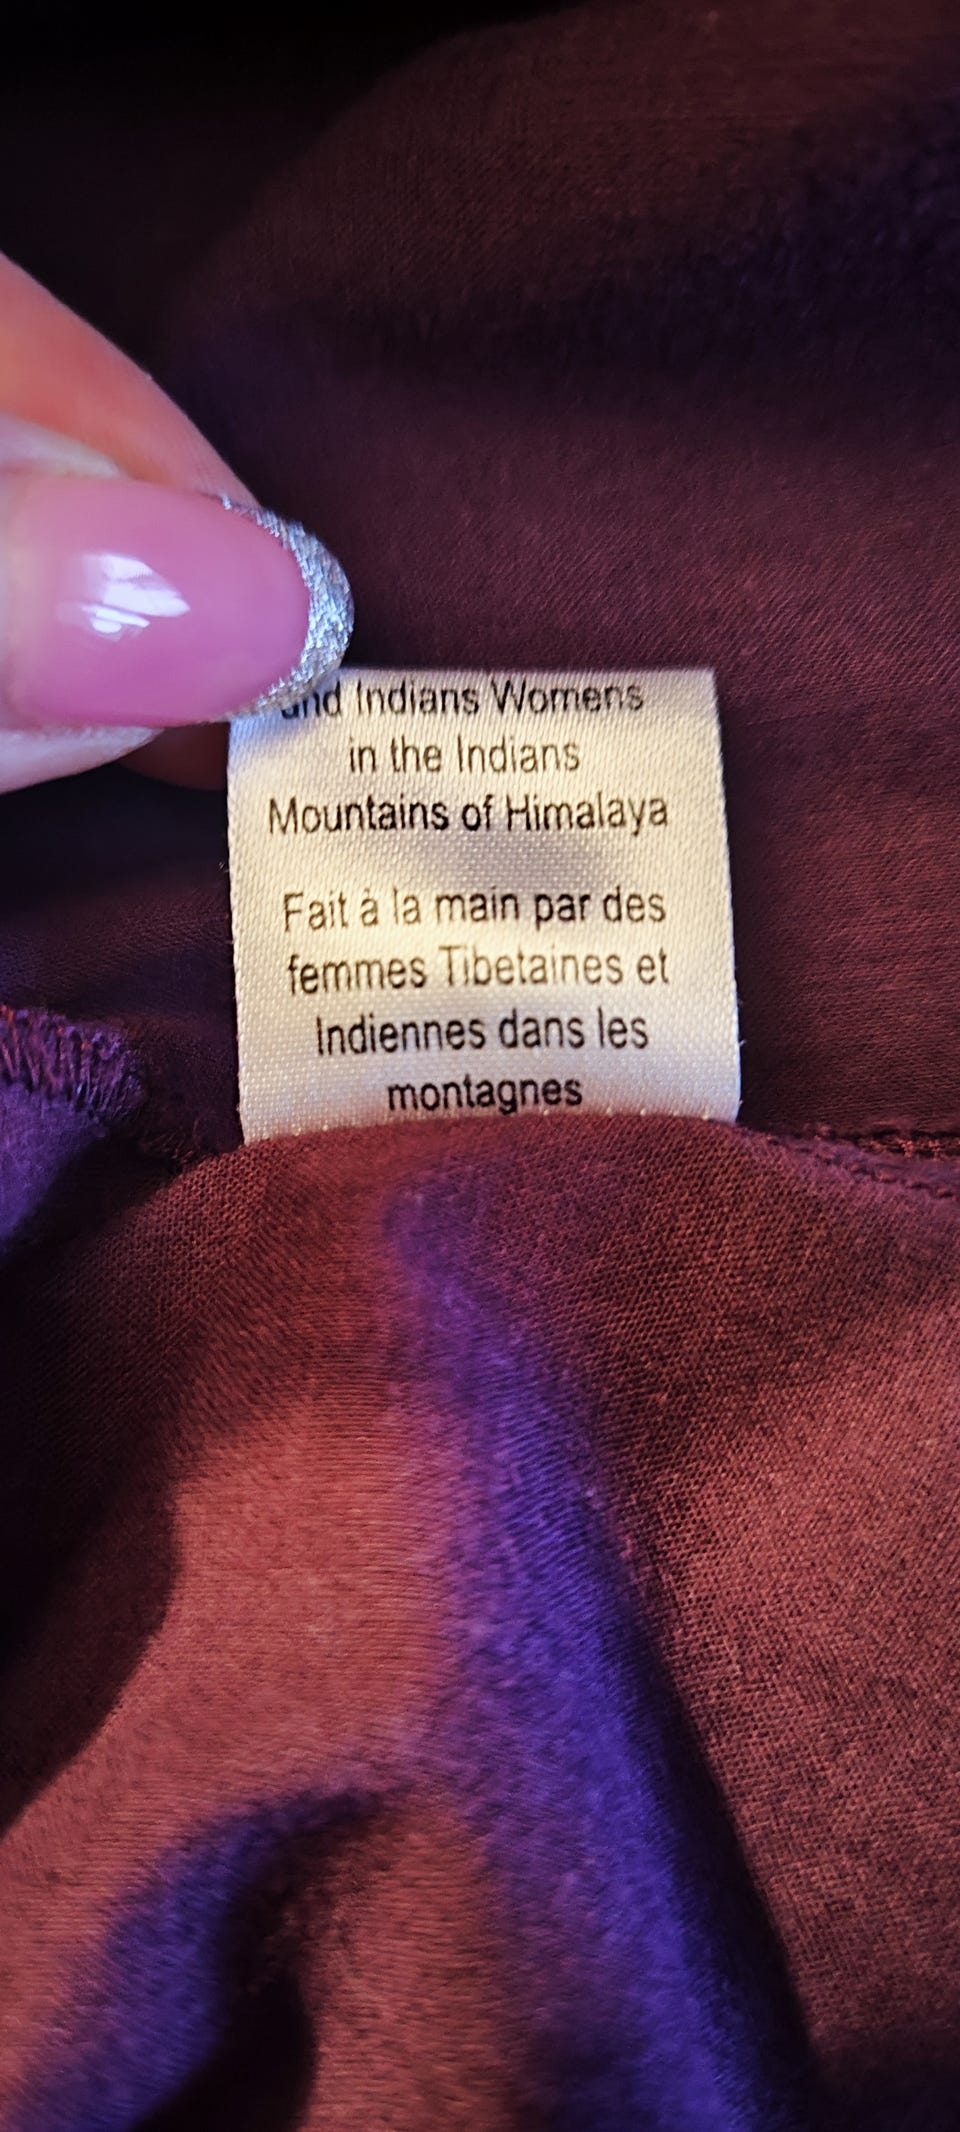 and Indians Womens
in the Indians
Mountains of Himalaya
Fait à la main par des
femmes Tibetaines et
Indiennes dans les
montagnes